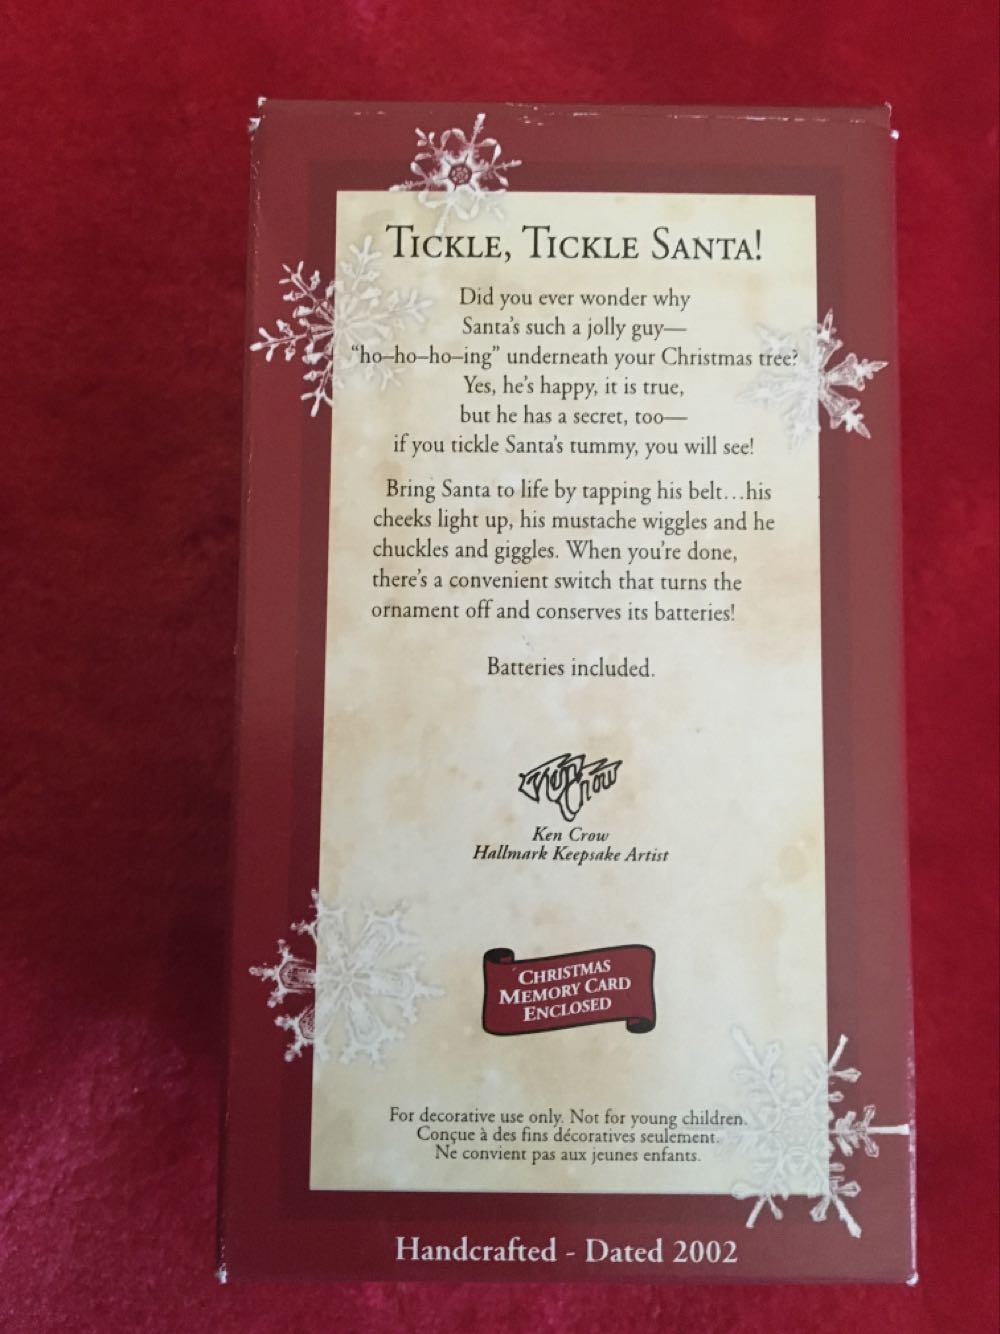 TICKLE, TICKLE SANTA!
Did you ever wonder why
Santa's such a jolly guy—
“ho–ho–ho–ing” underneath your Christmas tree?
Yes, he's happy, it is true,
but he has a secret, too—
if you tickle Santa's tummy, you will see!
Bring Santa to life by tapping his belt…his
cheeks light up, his mustache wiggles and he
chuckles and giggles. When you're done,
there's a convenient switch that turns the
ornament off and conserves its batteries!
Batteries included.
Ken Crow
Ken Crow
Hallmark Keepsake Artist
CHRISTMAS
MEMORY CARD
ENCLOSED
For decorative use only. Not for young children.
Conçue à des fins décoratives seulement.
Ne convient pas aux jeunes enfants.
Handcrafted - Dated 2002